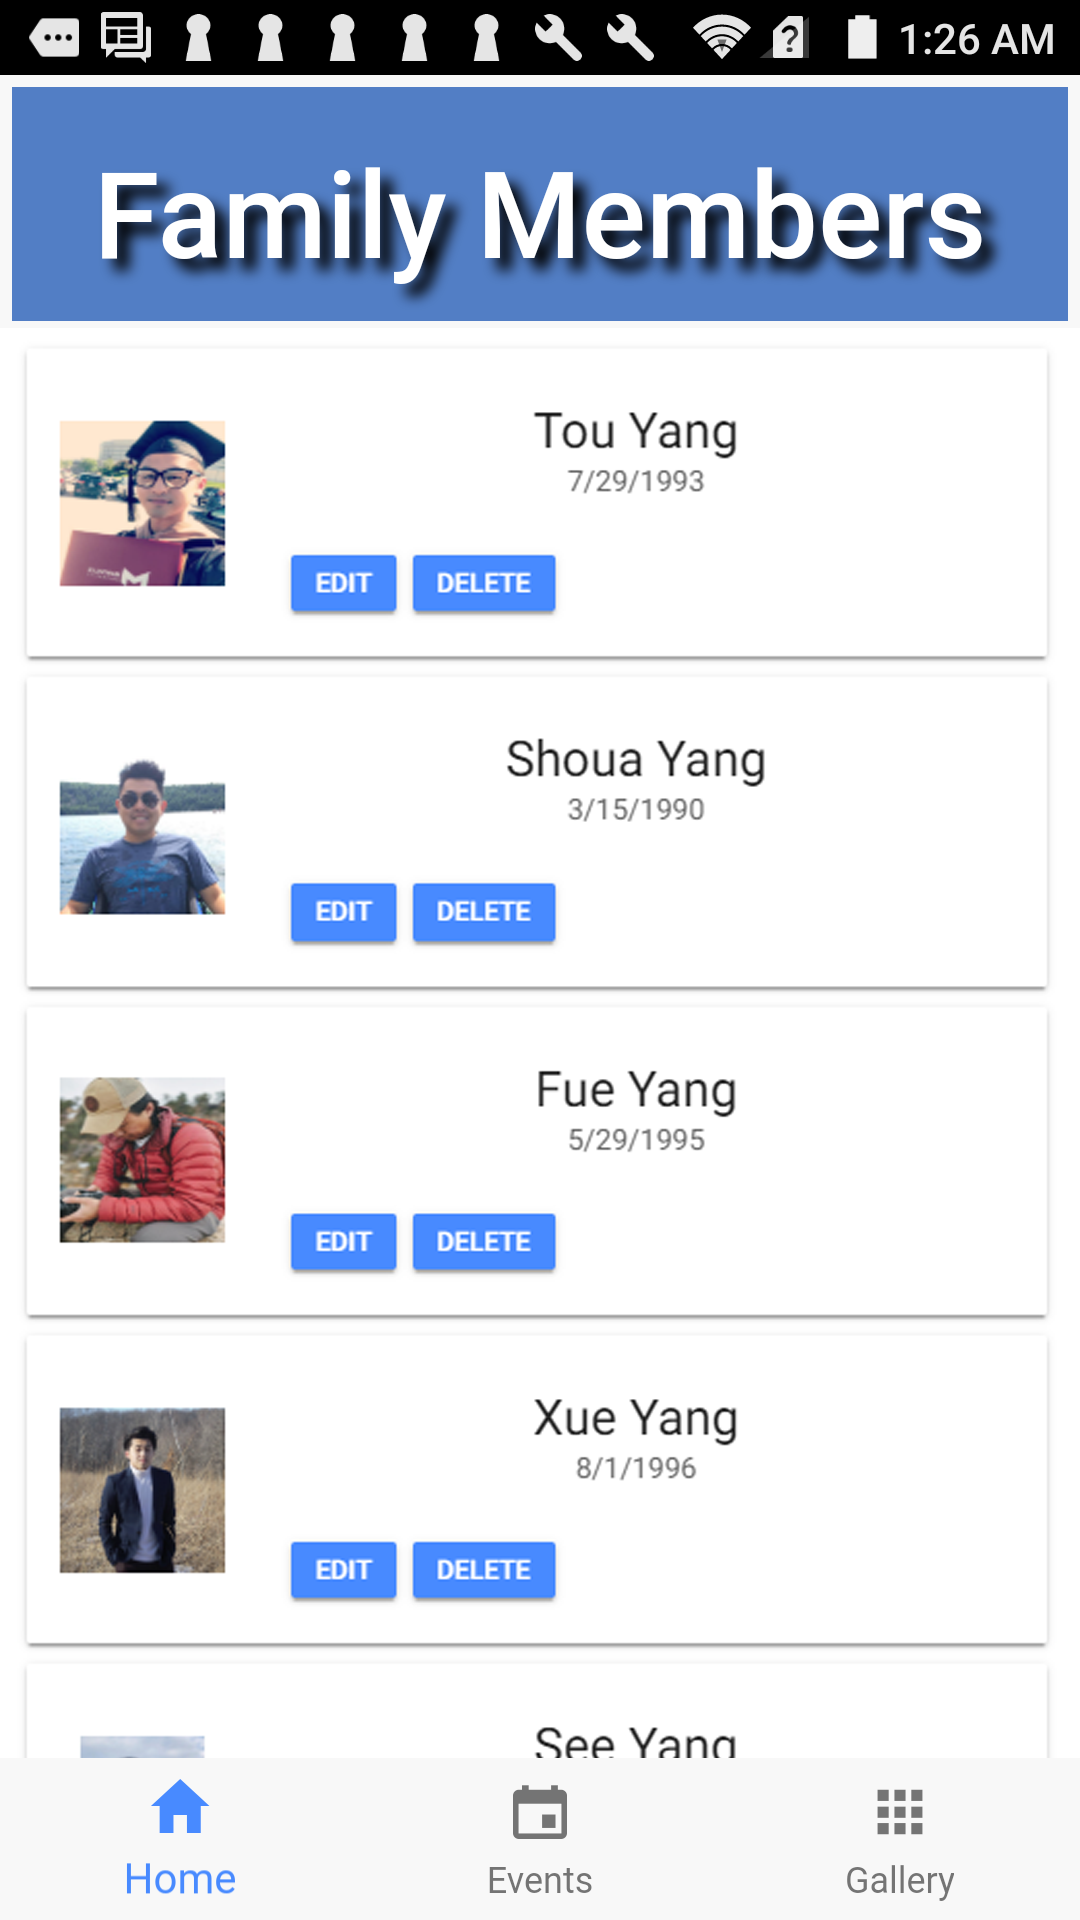 1:26 AM
Family Members
Tou Yang
7/29/1993
EDIT DELETE
Shoua Yang
3/15/1990
EDIT DELETE
Fue Yang
5/29/1995
EDIT DELETE
Xue Yang
8/1/1996
EDIT DELETE
See Yang
Home Events Gallery